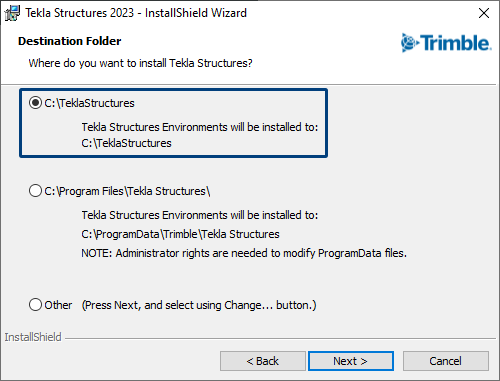 Tekla Structures 2023 - InstallShield Wizard
Destination Folder
Where do you want to install Tekla Structures?
Trimble
C:\TeklaStructures
Tekla Structures Environments will be installed to:
C:\TeklaStructures
C:\Program Files\Tekla Structures\
Tekla Structures Environments will be installed to:
C:\ProgramData\Trimble\Tekla Structures
NOTE: Administrator rights are needed to modify ProgramData files.
Other (Press Next, and select using Change... button.)
InstallShield
< Back Next > Cancel